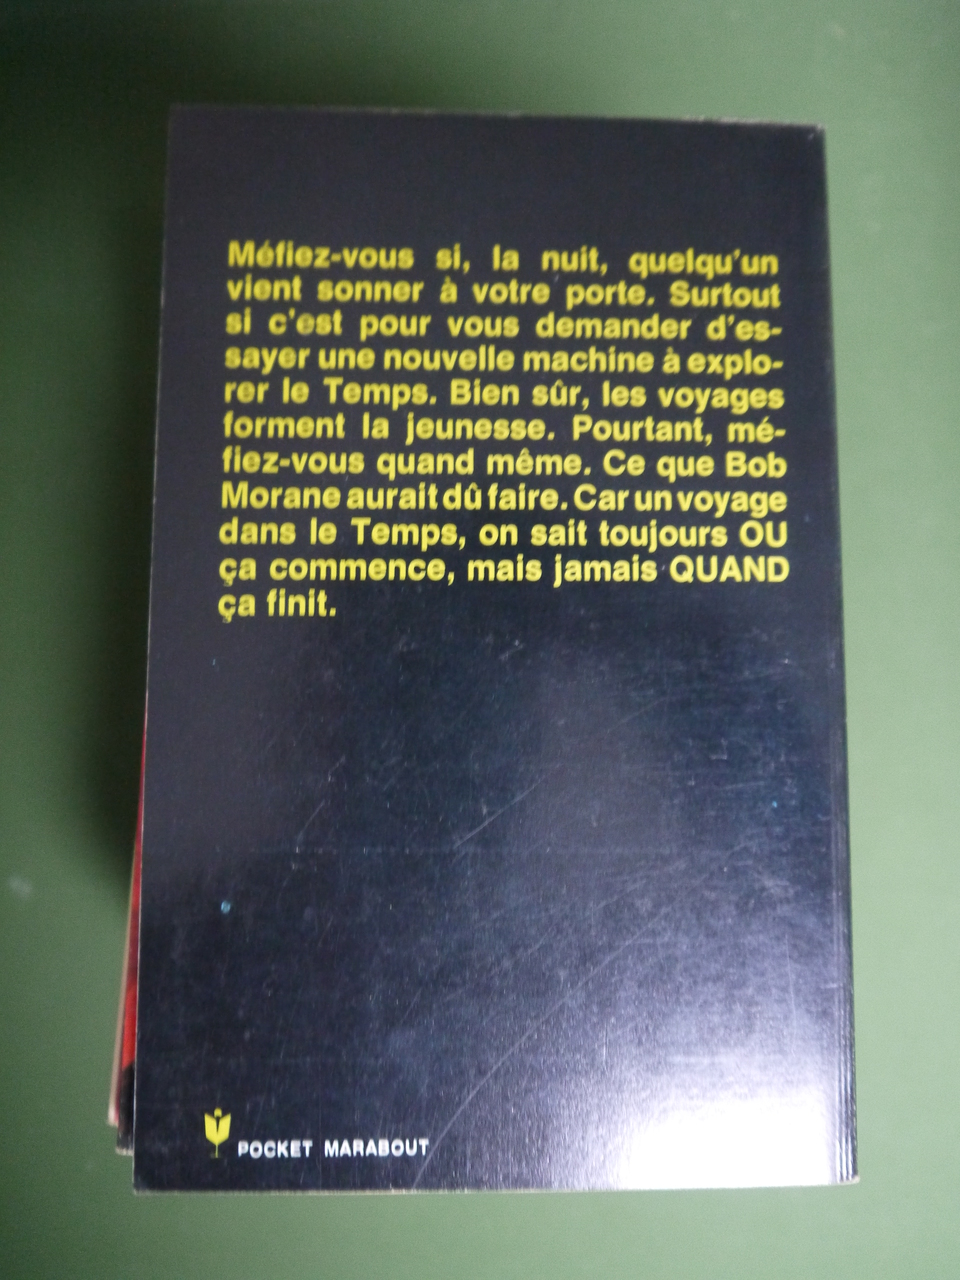 Méfiez-vous si, la nuit, quelqu'un
vient sonner à votre porte. Surtout
si c'est pour vous demander d'es-
sayer une nouvelle machine à explo-
rer le Temps. Bien sûr, les voyages
forment la jeunesse. Pourtant, mé-
fiez-vous quand même. Ce que Bob
Morane aurait dû faire. Car un voyage
dans le Temps, on sait toujours OU
ça commence, mais jamais QUAND
ça finit.
POCKET MARABOUT